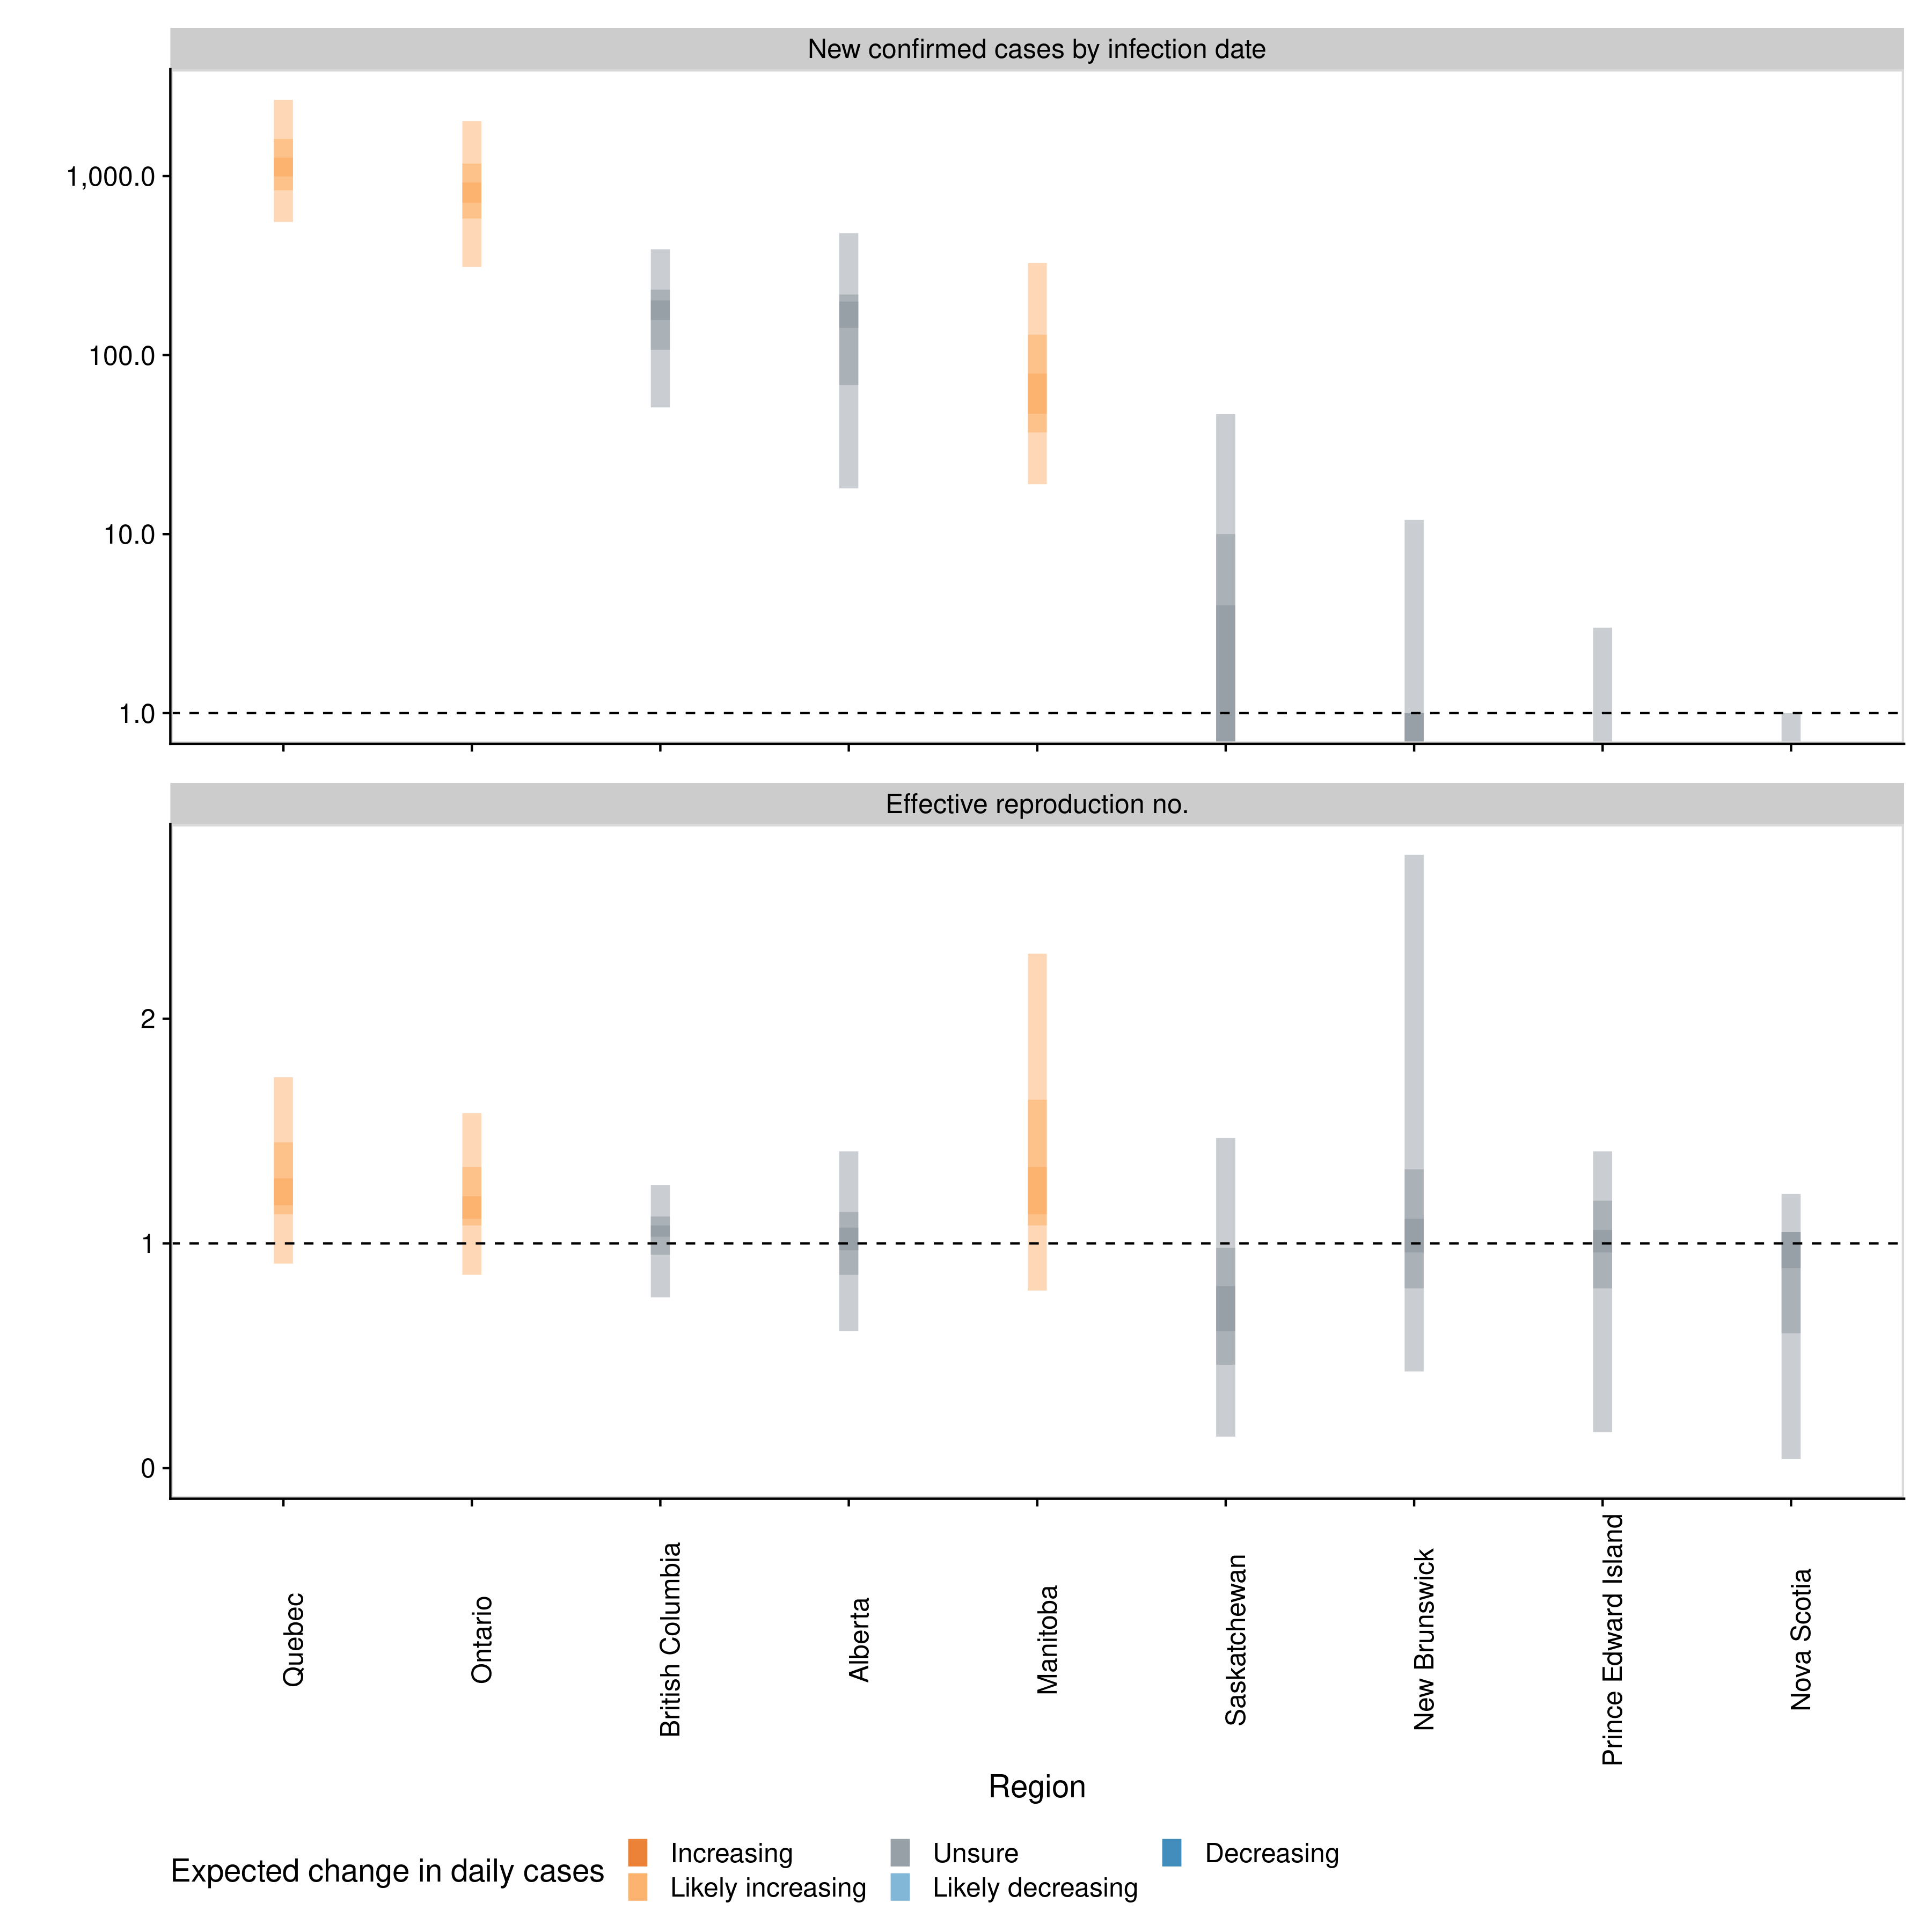 New confirmed cases by infection date
1,000.0
100.0
10.0
1.0
Effective reproduction no.
2
1
0
Quebec
Ontario
British Columbia
Alberta
Manitoba
Saskatchewan
New Brunswick
Prince Edward Island
Nova Scotia
Region
Expected change in daily cases
Increasing
Likely increasing
Unsure
Likely decreasing
Decreasing